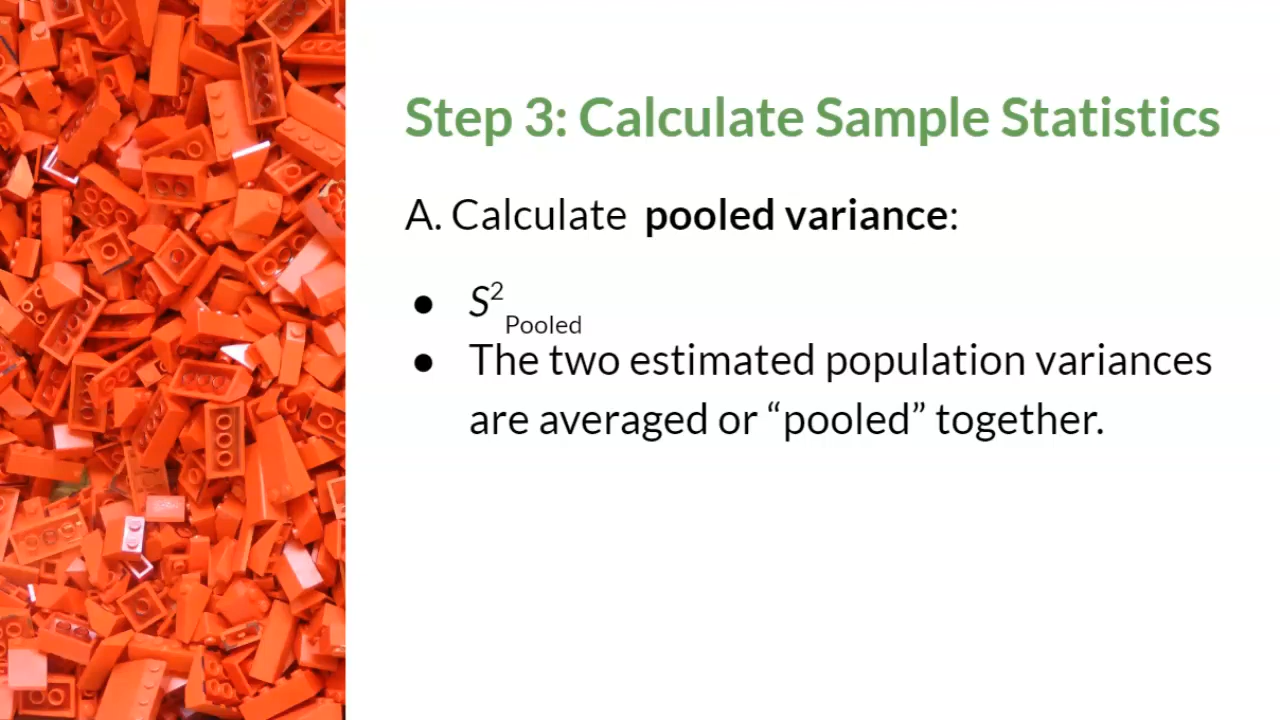 Step 3: Calculate Sample Statistics
A. Calculate pooled variance:
● S²Pooled
● The two estimated population variances
are averaged or “pooled” together.